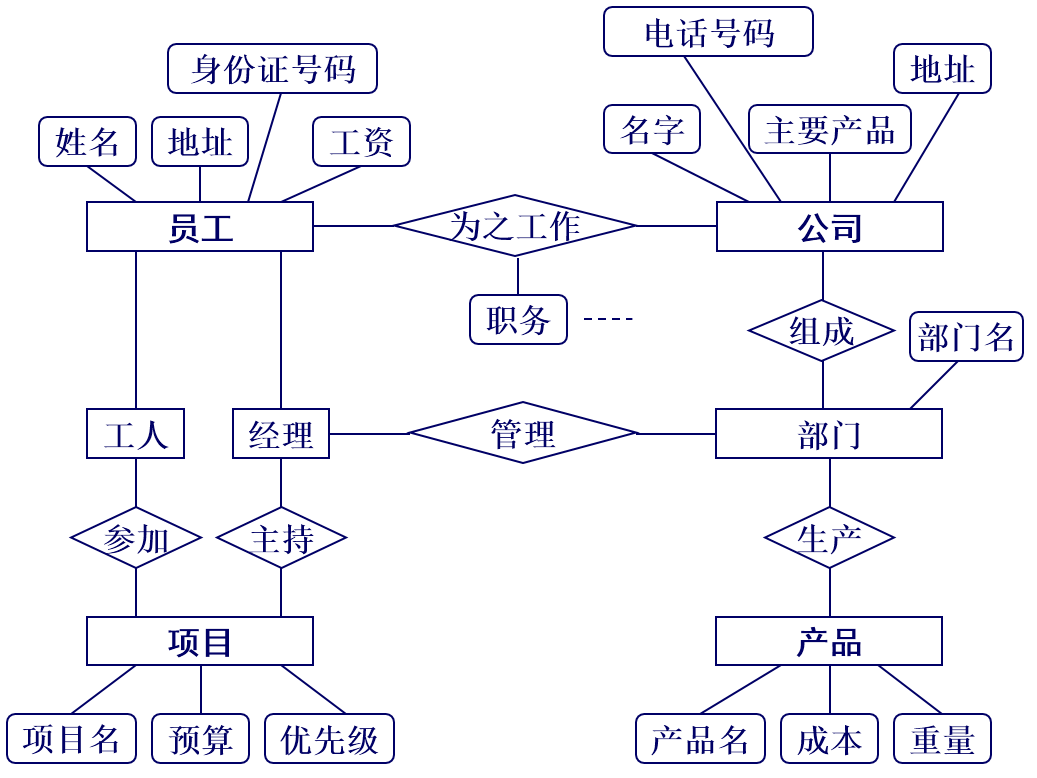 电话号码
身份证号码
地址
姓名
地址
工资
名字
主要产品
员工
为之工作
公司
职务
组成
部门名
工人
经理
管理
部门
参加
主持
生产
项目
产品
项目名
预算
优先级
产品名
成本
重量